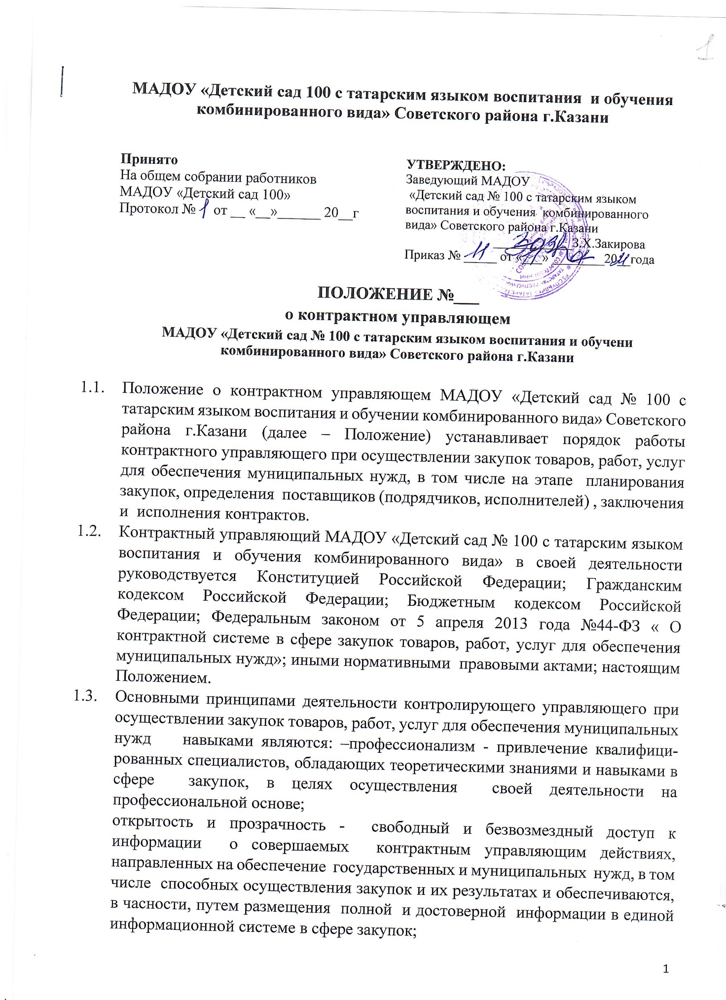 1
МАДОУ «Детский сад 100 с татарским языком воспитания и обучения
комбинированного вида» Советского района г.Казани
Принято
На общем собрании работников
МАДОУ «Детский сад 100»
Протокол № 1 от __ «__»______ 20__г
УТВЕРЖДЕНО:
Заведующий МАДОУ
«Детский сад № 100 с татарским языком
воспитания и обучения комбинированного
вида» Советского района г.Казани
____________ З.Х.Закирова
Приказ № 11 от «___» ________20__года
ПОЛОЖЕНИЕ №___
о контрактном управляющем
МАДОУ «Детский сад № 100 с татарским языком воспитания и обучени
комбинированного вида» Советского района г.Казани
1.1. Положение о контрактном управляющем МАДОУ «Детский сад № 100 с
татарским языком воспитания и обучении комбинированного вида» Советского
района г.Казани (далее – Положение) устанавливает порядок работы
контрактного управляющего при осуществлении закупок товаров, работ, услуг
для обеспечения муниципальных нужд, в том числе на этапе планирования
закупок, определения поставщиков (подрядчиков, исполнителей) , заключения
и исполнения контрактов.
1.2. Контрактный управляющий МАДОУ «Детский сад № 100 с татарским языком
воспитания и обучения комбинированного вида» в своей деятельности
руководствуется Конституцией Российской Федерации; Гражданским
кодексом Российской Федерации; Бюджетным кодексом Российской
Федерации; Федеральным законом от 5 апреля 2013 года №44-ФЗ « О
контрактной системе в сфере закупок товаров, работ, услуг для обеспечения
муниципальных нужд»; иными нормативными правовыми актами; настоящим
Положением.
1.3. Основными принципами деятельности контролирующего управляющего при
осуществлении закупок товаров, работ, услуг для обеспечения муниципальных
нужд навыками являются: –профессионализм - привлечение квалифици-
рованных специалистов, обладающих теоретическими знаниями и навыками в
сфере закупок, в целях осуществления своей деятельности на
профессиональной основе;
открытость и прозрачность - свободный и безвозмездный доступ к
информации о совершаемых контрактным управляющим действиях,
направленных на обеспечение государственных и муниципальных нужд, в том
числе способных осуществления закупок и их результатах и обеспечиваются,
в часности, путем размещения полной и достоверной информации в единой
информационной системе в сфере закупок;
1